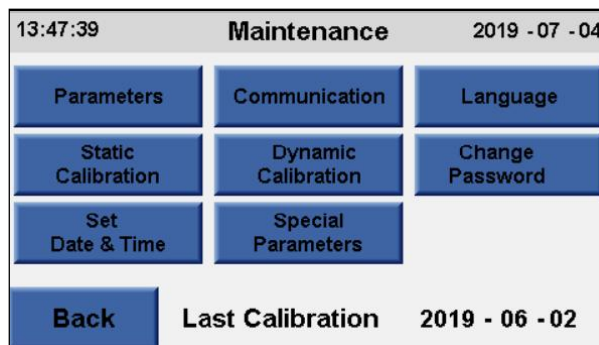 13:47:39 Maintenance 2019 - 07 - 04
Parameters Communication Language
Static Calibration Dynamic Calibration Change Password
Set Date & Time Special Parameters
Back Last Calibration 2019 - 06 - 02